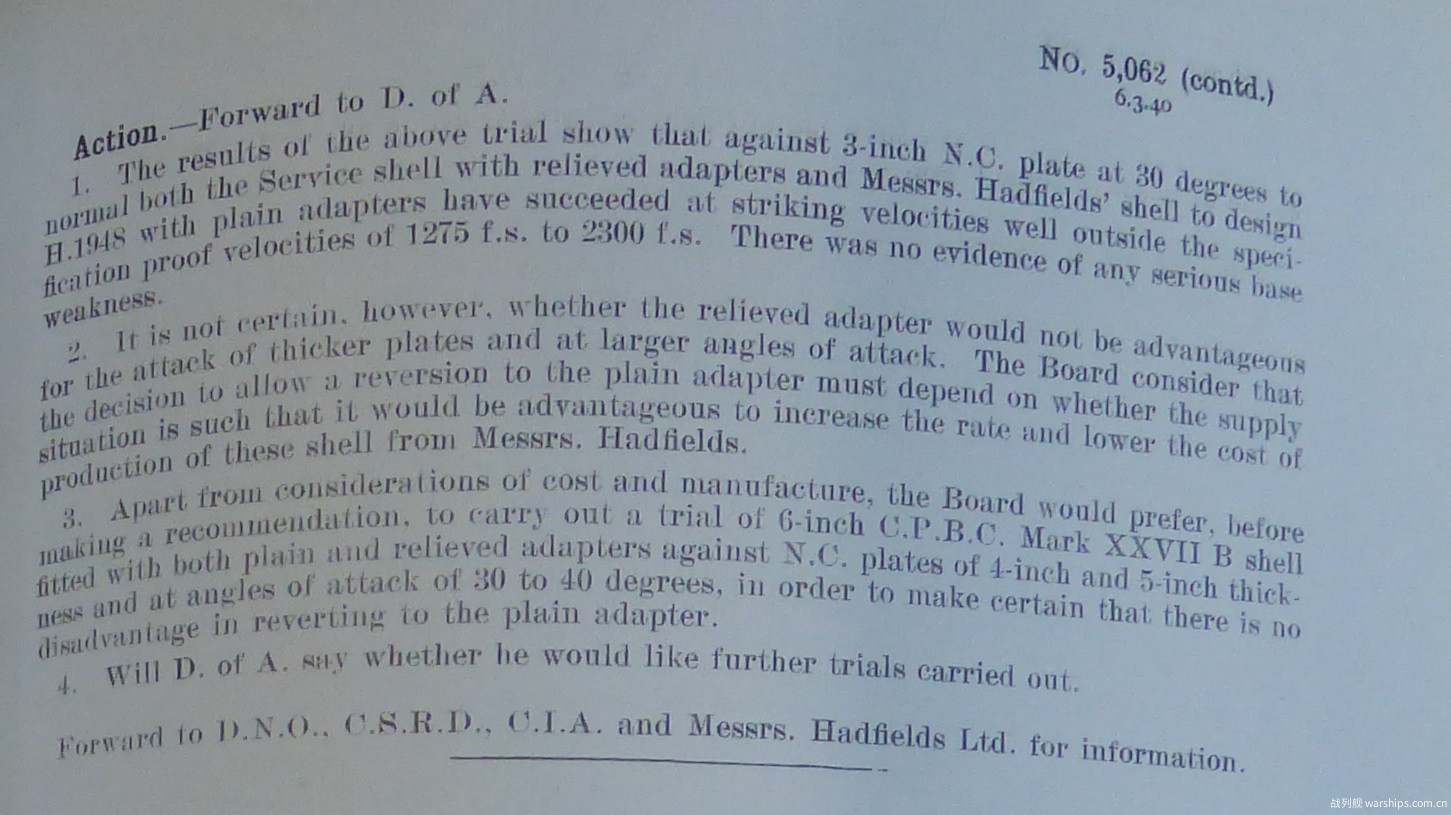 No. 5,062 (contd.)
6.3.40
Action.—Forward to D. of A.
1. The results of the above trial show that against 3-inch N.C. plate at 30 degrees to
normal both the Service shell with relieved adapters and Messrs. Hadfields' shell to design
H.1948 with plain adapters have succeeded at striking velocities well outside the speci-
fication proof velocities of 1275 f.s. to 2300 f.s. There was no evidence of any serious base
weakness.
2. It is not certain, however, whether the relieved adapter would not be advantageous
for the attack of thicker plates and at larger angles of attack. The Board consider that
the decision to allow a reversion to the plain adapter must depend on whether the supply
situation is such that it would be advantageous to increase the rate and lower the cost of
production of these shell from Messrs. Hadfields.
3. Apart from considerations of cost and manufacture, the Board would prefer, before
making a recommendation, to carry out a trial of 6-inch C.P.B.C. Mark XXVII B shell
fitted with both plain and relieved adapters against N.C. plates of 4-inch and 5-inch thick-
ness and at angles of attack of 30 to 40 degrees, in order to make certain that there is no
disadvantage in reverting to the plain adapter.
4. Will D. of A. say whether he would like further trials carried out.
Forward to D.N.O., C.S.R.D., C.I.A. and Messrs. Hadfields Ltd. for information.
战列舰 warships.com.cn